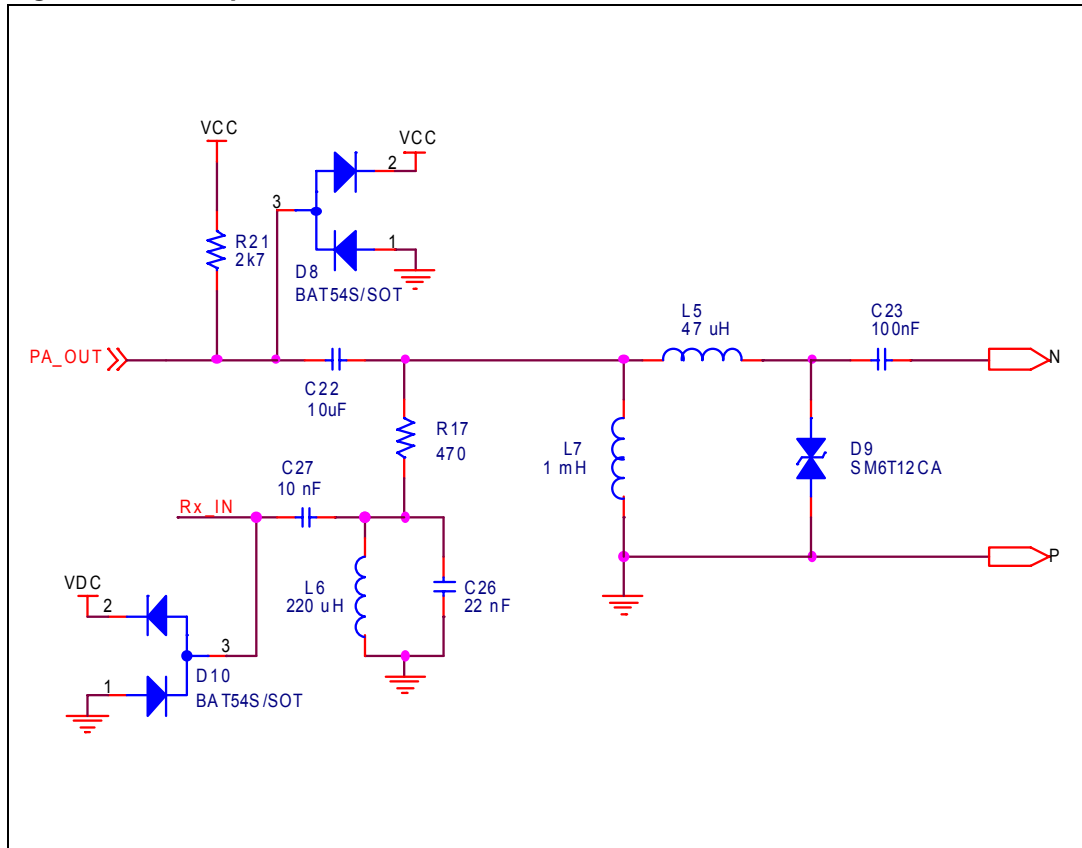 VCC
VCC
2
3
R21
2k7
1
D8
BAT54S/SOT
L5
47 uH
C23
100nF
PA_OUT
N
C22
10uF
R17
470
L7
1 mH
D9
SM6T12CA
C27
10 nF
Rx_IN
P
VDC
L6
220 uH
C26
22 nF
2
3
D10
BAT54S/SOT
1